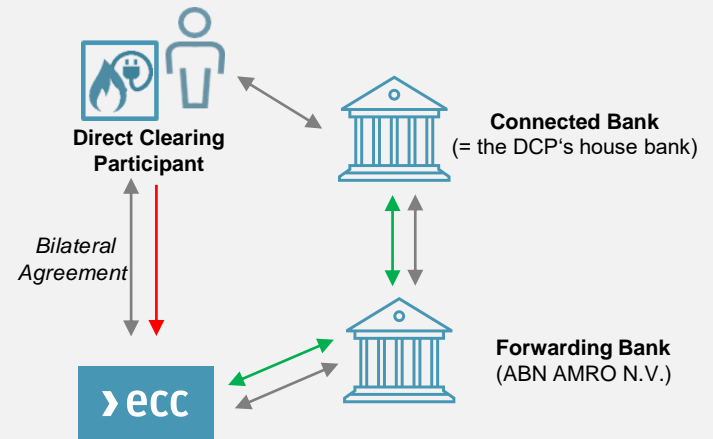 Direct Clearing
Participant
Connected Bank
(= the DCP‘s house bank)
Bilateral
Agreement
Forwarding Bank
(ABN AMRO N.V.)
ecc